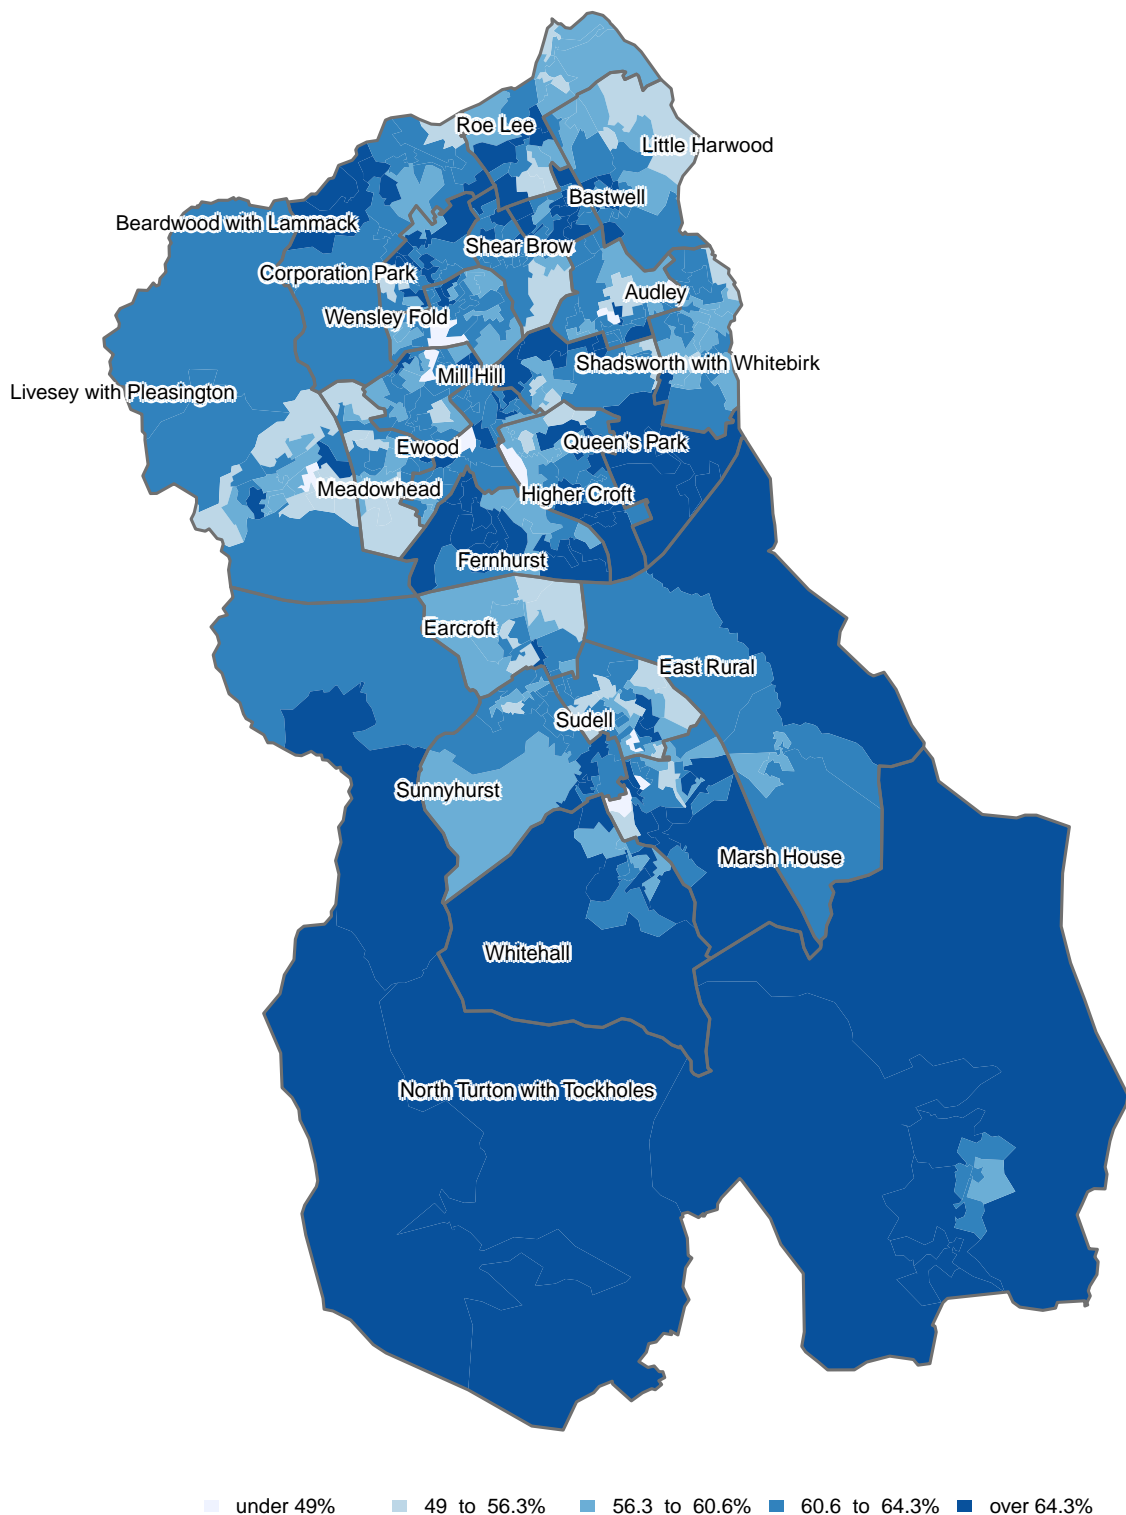 Roe Lee
Little Harwood
Bastwell
Beardwood with Lammack
Shear Brow
Corporation Park
Audley
Wensley Fold
Shadsworth with Whitebirk
Mill Hill
Livesey with Pleasington
Queen's Park
Ewood
Meadowhead
Higher Croft
Fernhurst
Earcroft
East Rural
Sudell
Sunnyhurst
Marsh House
Whitehall
North Turton with Tockholes
under 49% 49 to 56.3% 56.3 to 60.6% 60.6 to 64.3% over 64.3%